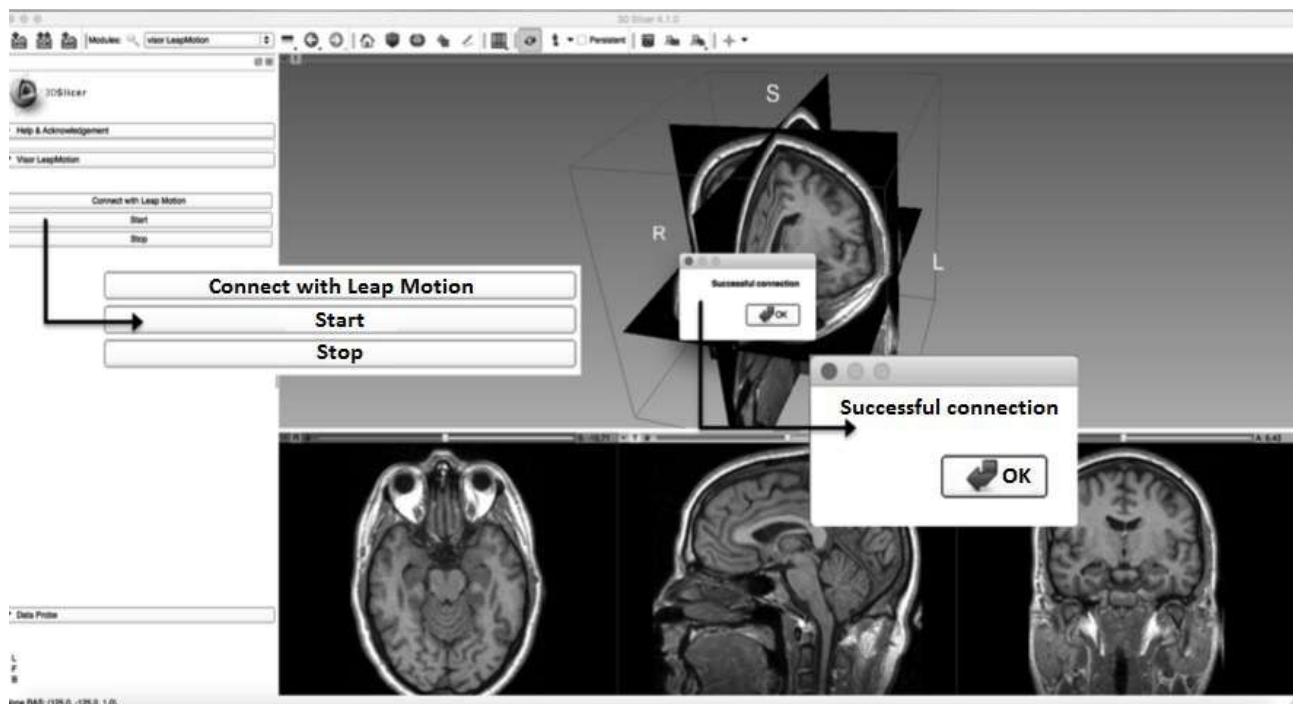 3D Slicer 4.1.0
Modules: visor LeapMotion Persistent
3DSlicer
Help & Acknowledgement
Visor LeapMotion
Connect with Leap Motion
Start
Stop
S
R
L
Successful connection
OK
Connect with Leap Motion
Start
Stop
Successful connection
OK
Data Probe
L
F
B